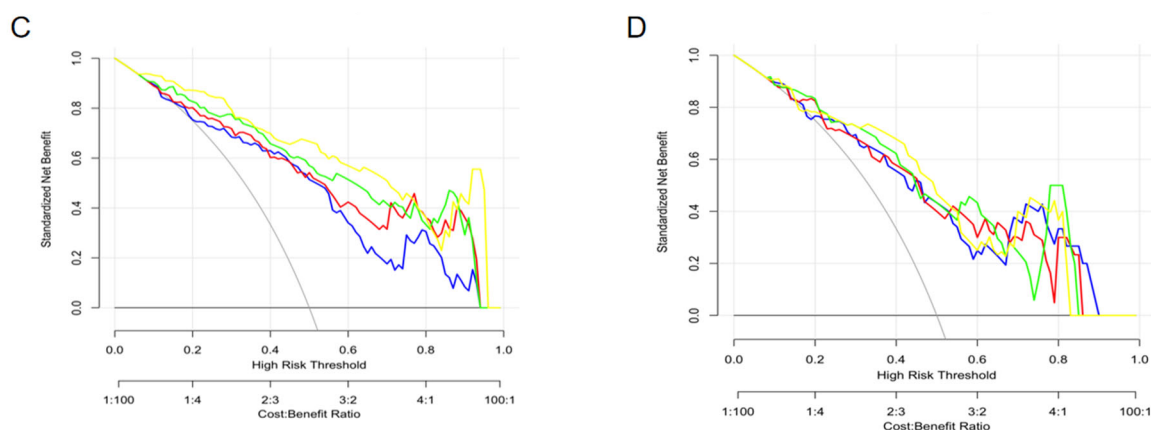 C
Standardized Net Benefit
1.0
0.8
0.6
0.4
0.2
0.0
0.0 0.2 0.4 0.6 0.8 1.0
High Risk Threshold
1:100 1:4 2:3 3:2 4:1 100:1
Cost:Benefit Ratio
D
Standardized Net Benefit
1.0
0.8
0.6
0.4
0.2
0.0
0.0 0.2 0.4 0.6 0.8 1.0
High Risk Threshold
1:100 1:4 2:3 3:2 4:1 100:1
Cost:Benefit Ratio